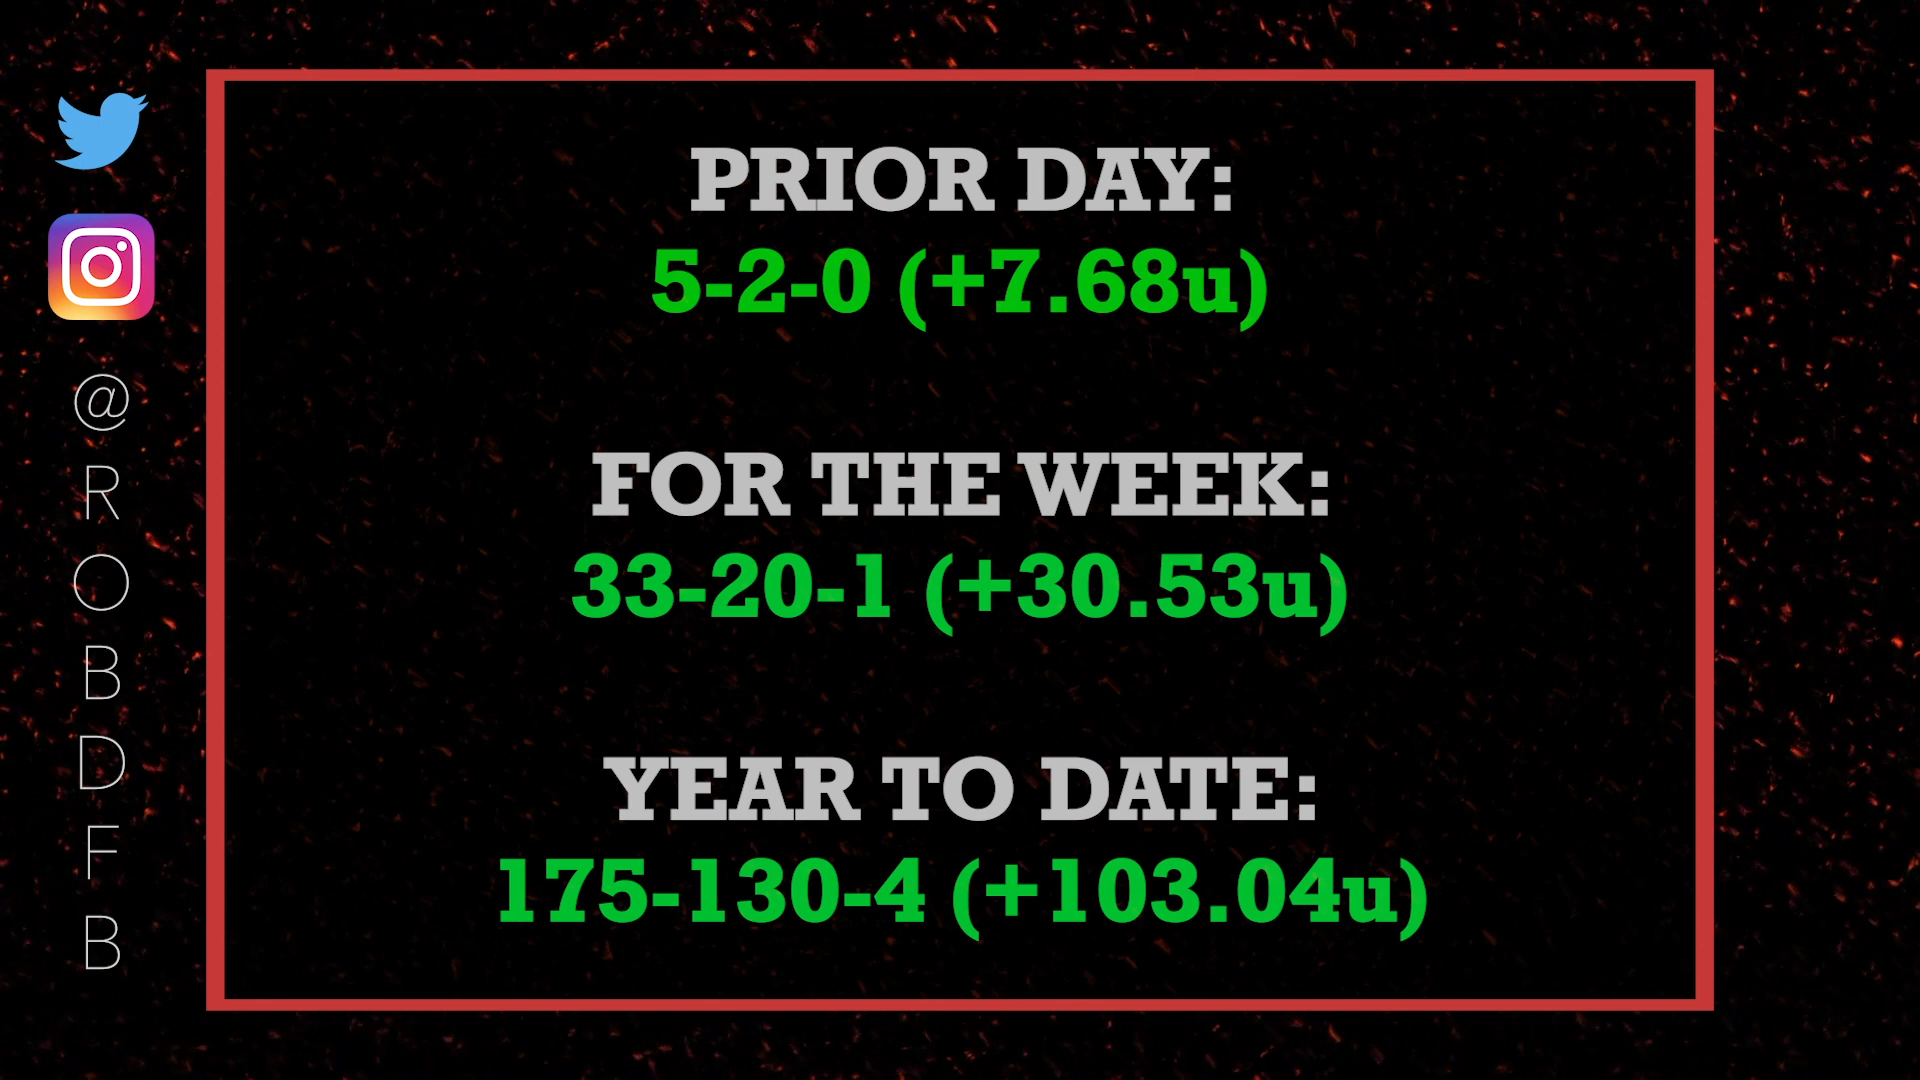 @ROBDFB
PRIOR DAY:
5-2-0 (+7.68u)
FOR THE WEEK:
33-20-1 (+30.53u)
YEAR TO DATE:
175-130-4 (+103.04u)